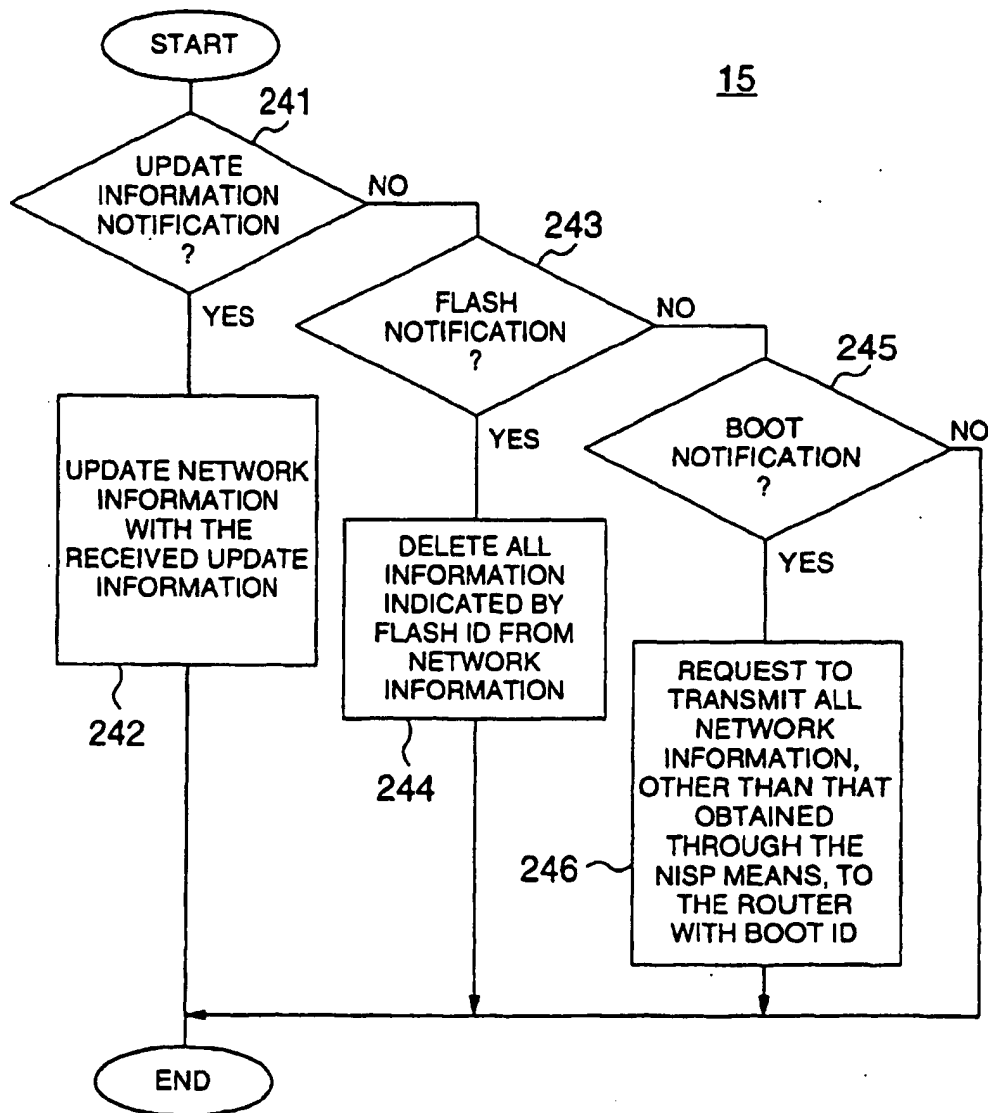 START
15
241
UPDATE
INFORMATION
NOTIFICATION
?
NO
YES
243
FLASH
NOTIFICATION
?
NO
YES
245
BOOT
NOTIFICATION
?
NO
YES
UPDATE NETWORK
INFORMATION
WITH THE
RECEIVED UPDATE
INFORMATION
242
DELETE ALL
INFORMATION
INDICATED BY
FLASH ID FROM
NETWORK
INFORMATION
244
REQUEST TO
TRANSMIT ALL
NETWORK
INFORMATION,
OTHER THAN THAT
OBTAINED
THROUGH THE
NISP MEANS, TO
THE ROUTER
WITH BOOT ID
246
END